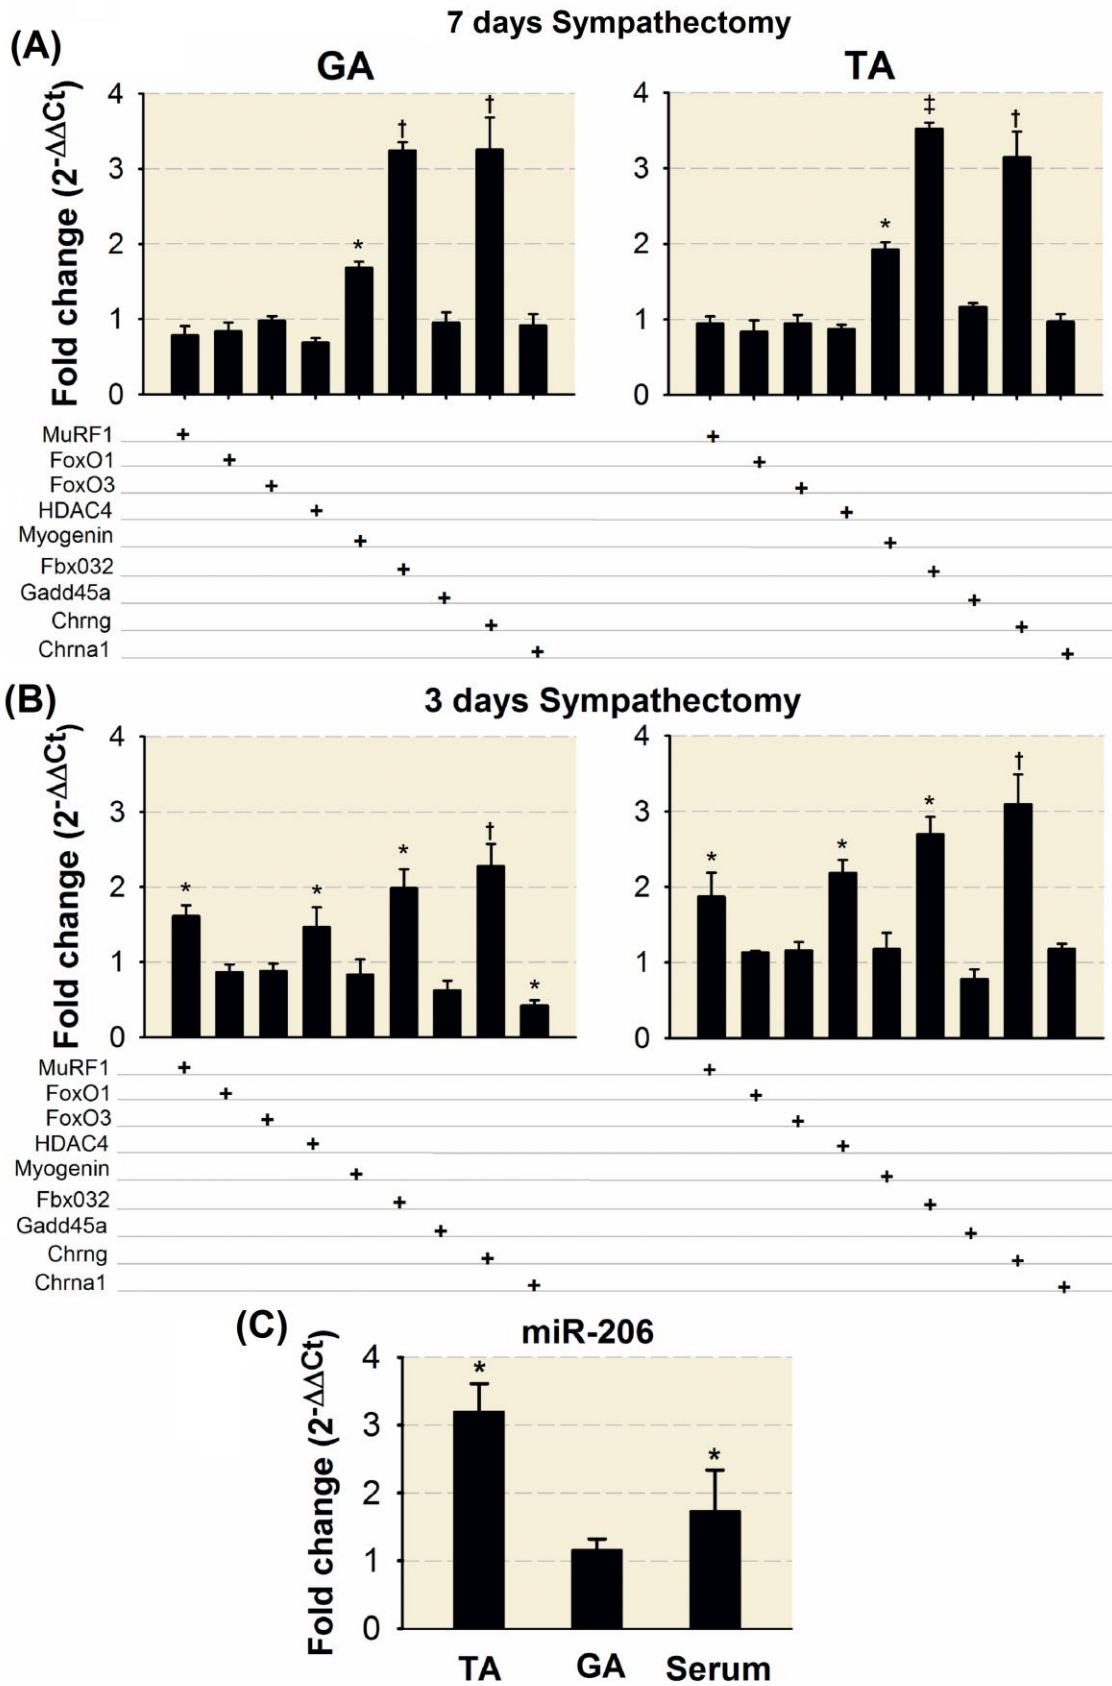 7 days Sympathectomy
(A)
GA
TA
Fold change (2-ΔΔCt)
4
3
2
1
0
* † †
4
3
2
1
0
* ‡ †
MuRF1 + +
FoxO1 + +
FoxO3 + +
HDAC4 + +
Myogenin + +
Fbx032 + +
Gadd45a + +
Chrng + +
Chrna1 + +
(B)
3 days Sympathectomy
Fold change (2-ΔΔCt)
4
3
2
1
0
* * * † *
4
3
2
1
0
* * * †
MuRF1 + +
FoxO1 + +
FoxO3 + +
HDAC4 + +
Myogenin + +
Fbx032 + +
Gadd45a + +
Chrng + +
Chrna1 + +
(C)
miR-206
Fold change (2-ΔΔCt)
4
3
2
1
0
* *
TA GA Serum